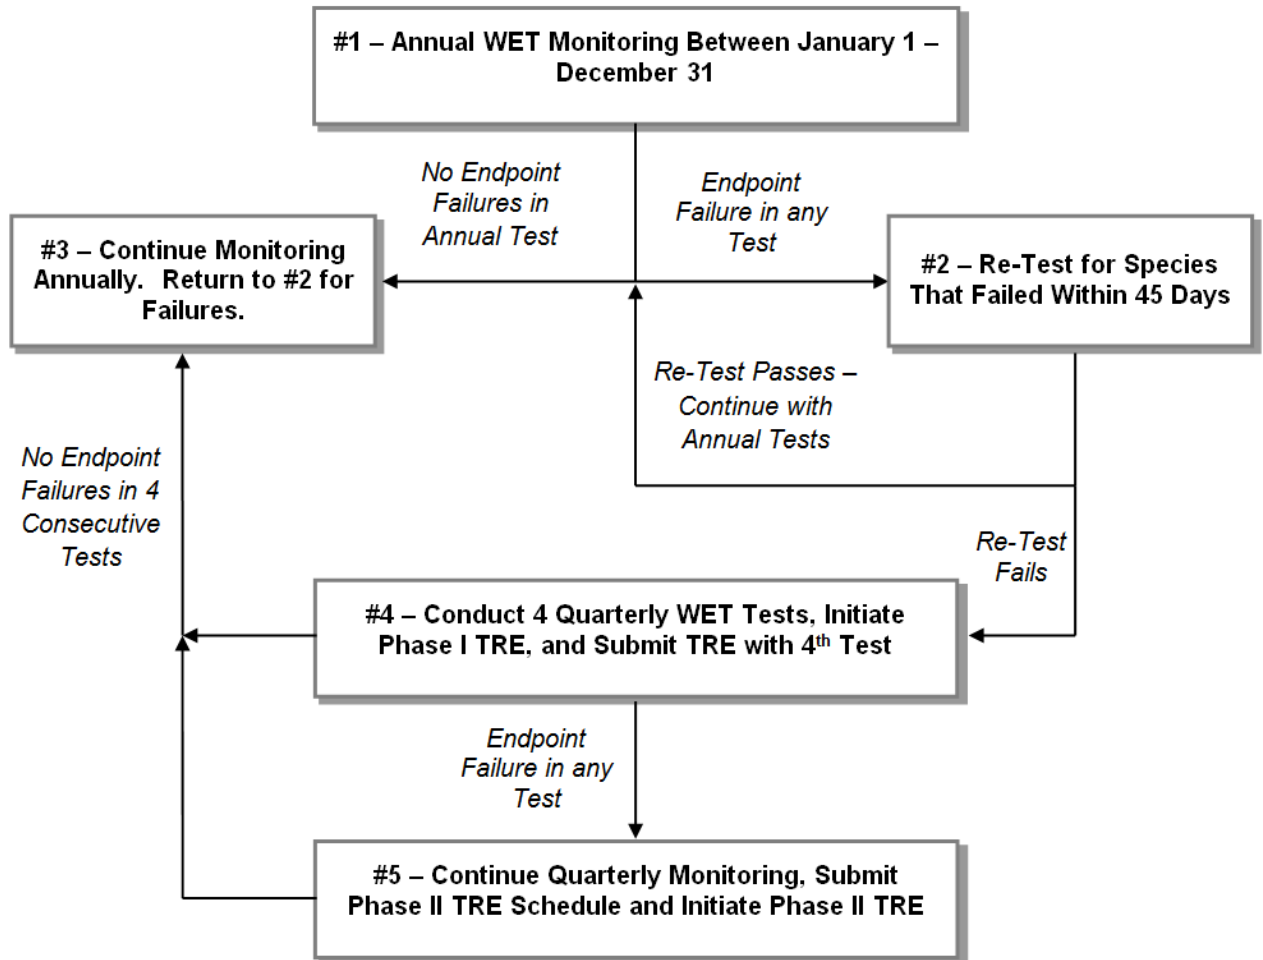 #1 – Annual WET Monitoring Between January 1 –
December 31
No Endpoint
Failures in
Annual Test
Endpoint
Failure in any
Test
#3 – Continue Monitoring
Annually.  Return to #2 for
Failures.
#2 – Re-Test for Species
That Failed Within 45 Days
Re-Test Passes –
Continue with
Annual Tests
No Endpoint
Failures in 4
Consecutive
Tests
Re-Test
Fails
#4 – Conduct 4 Quarterly WET Tests, Initiate
Phase I TRE, and Submit TRE with 4th Test
Endpoint
Failure in any
Test
#5 – Continue Quarterly Monitoring, Submit
Phase II TRE Schedule and Initiate Phase II TRE